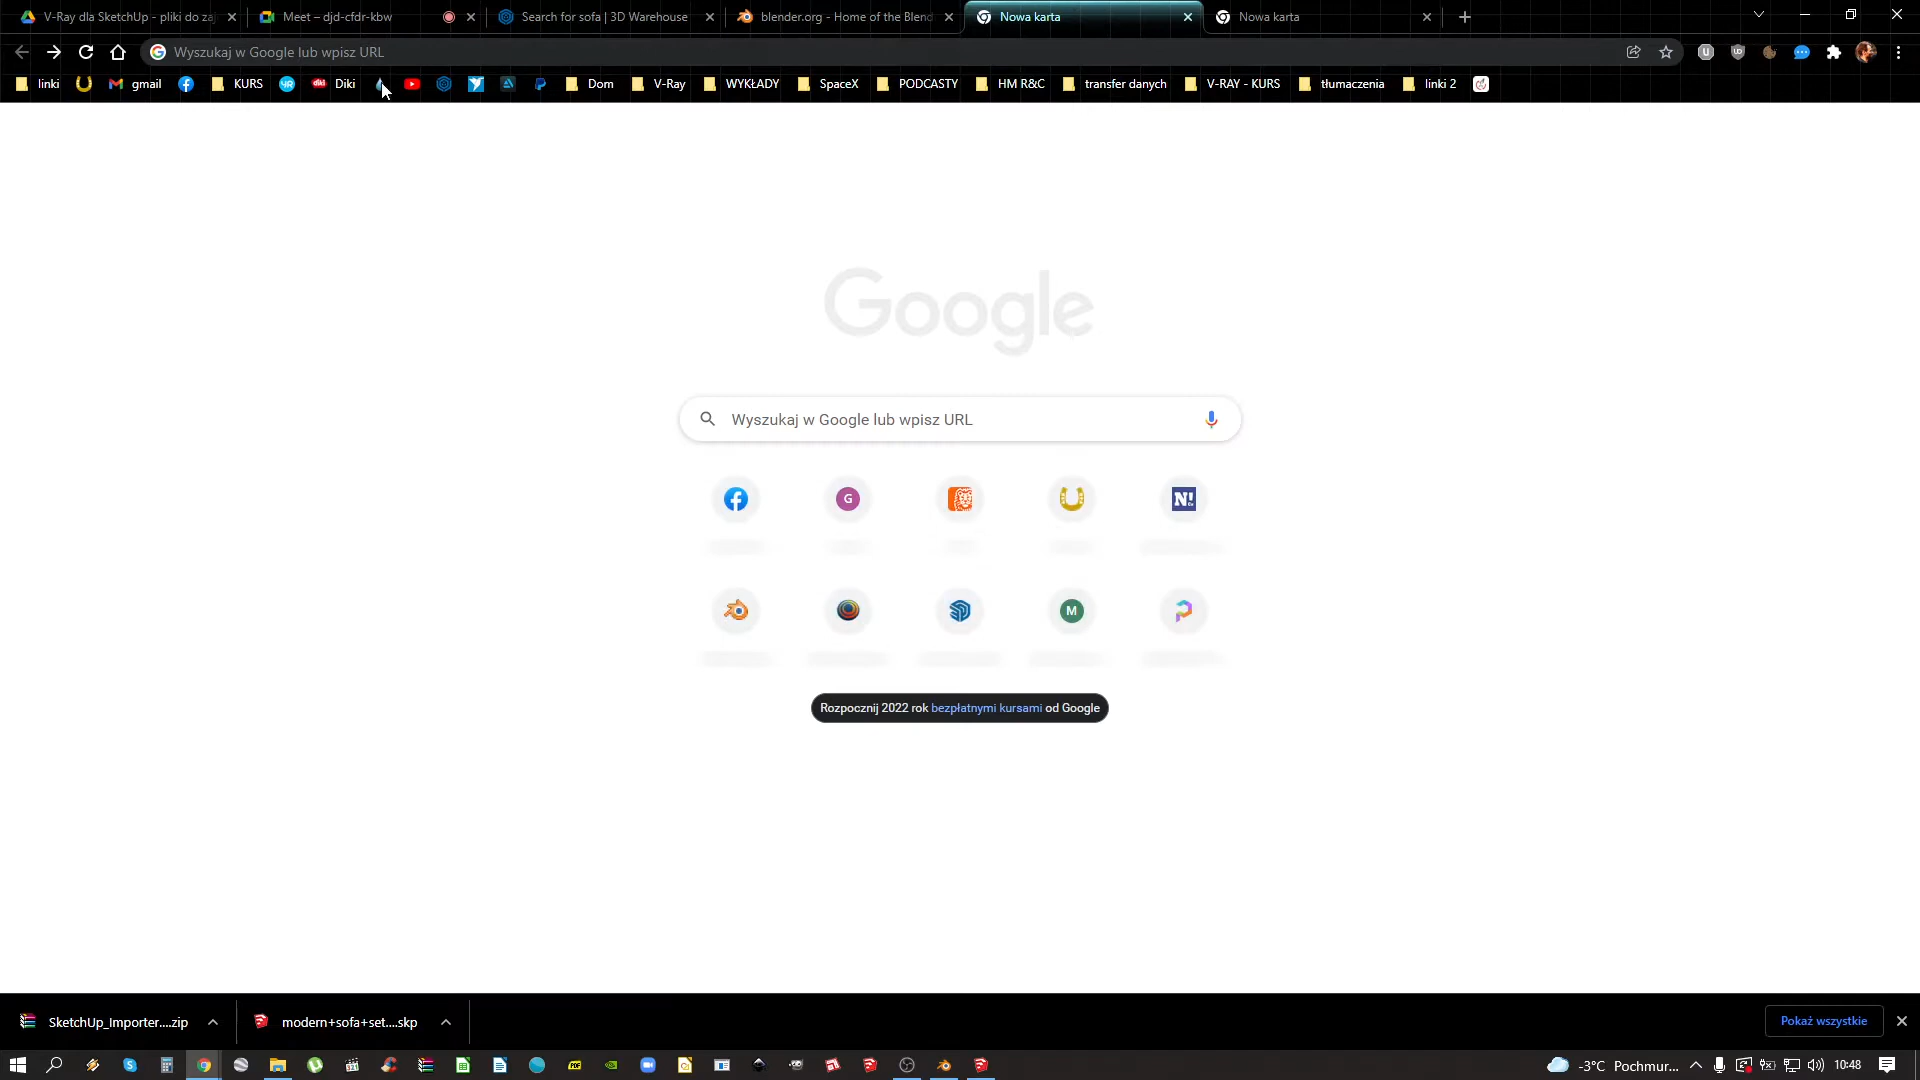 V-Ray dla SketchUp - pliki do zaj
Meet – djd-cfdr-kbw
Search for sofa | 3D Warehouse
blender.org - Home of the Blend
Nowa karta
Nowa karta
Wyszukaj w Google lub wpisz URL
linki
gmail
KURS
Diki
Dom
V-Ray
WYKŁADY
SpaceX
PODCASTY
HM R&C
transfer danych
V-RAY - KURS
tłumaczenia
linki 2
Google
Wyszukaj w Google lub wpisz URL
G
N!
M
Rozpocznij 2022 rok bezpłatnymi kursami od Google
SketchUp_Importer....zip
modern+sofa+set....skp
Pokaż wszystkie
-3°C Pochmur...
10:48